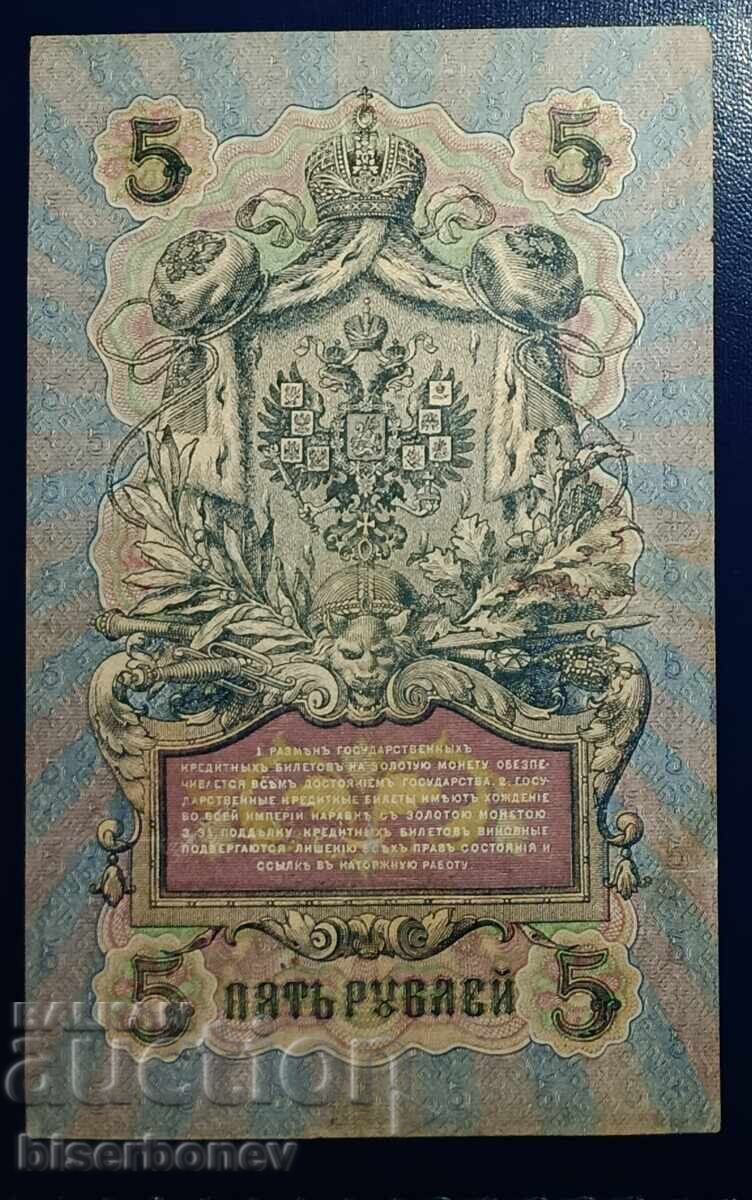 5 5
1. РАЗМѢНЪ ГОСУДАРСТВЕННЫХЪ
КРЕДИТНЫХЪ БИЛЕТОВЪ НА ЗОЛОТУЮ МОНЕТУ ОБЕЗПЕ-
ЧИВАЕТСЯ ВСѢМЪ ДОСТОЯНІЕМЪ ГОСУДАРСТВА. 2. ГОСУ-
ДАРСТВЕННЫЕ КРЕДИТНЫЕ БИЛЕТЫ ИМѢЮТЪ ХОЖДЕНІЕ
ВО ВСЕЙ ИМПЕРІИ НАРАВНѢ СЪ ЗОЛОТОЮ МОНЕТОЮ.
3. ЗА ПОДДѢЛКУ КРЕДИТНЫХЪ БИЛЕТОВЪ ВИНОВНЫЕ
ПОДВЕРГАЮТСЯ ЛИШЕНІЮ ВСѢХЪ ПРАВЪ СОСТОЯНІЯ И
ССЫЛКѢ ВЪ КАТОРЖНУЮ РАБОТУ.
5 ПЯТЬ РУБЛЕЙ 5
BALKAN
auction
biserbonev